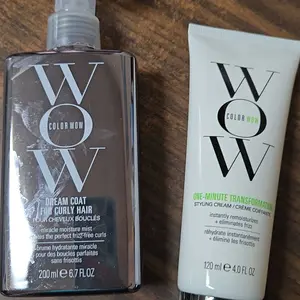 WOW
COLOR WOW
DREAM COAT
FOR CURLY HAIR
POUR CHEVEUX BOUCLÉS
miracle moisture mist
the perfect frizz-free curls
brume hydratante miracle
pour des boucles parfaites
sans frisottis
200 ml e 6.7 FL.OZ
WOW
COLOR WOW
ONE-MINUTE TRANSFORMATION
STYLING CREAM / CRÈME COIFFANTE
instantly remoisturizes
+ eliminates frizz
réhydrate instantanément
+ élimine les frisottis
120 ml e 4.0 FL. OZ